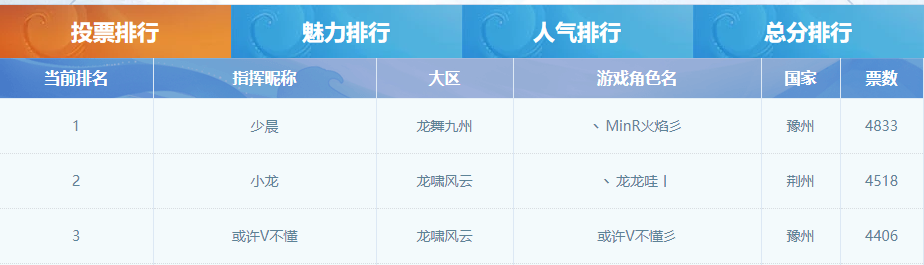 投票排行 魅力排行 人气排行 总分排行
当前排名 指挥昵称 大区 游戏角色名 国家 票数
1 少晨 龙舞九州 丶MinR火焰彡 豫州 4833
2 小龙 龙啸风云 丶龙龙哇丨 荆州 4518
3 或许V不懂 龙啸风云 或许V不懂彡 豫州 4406